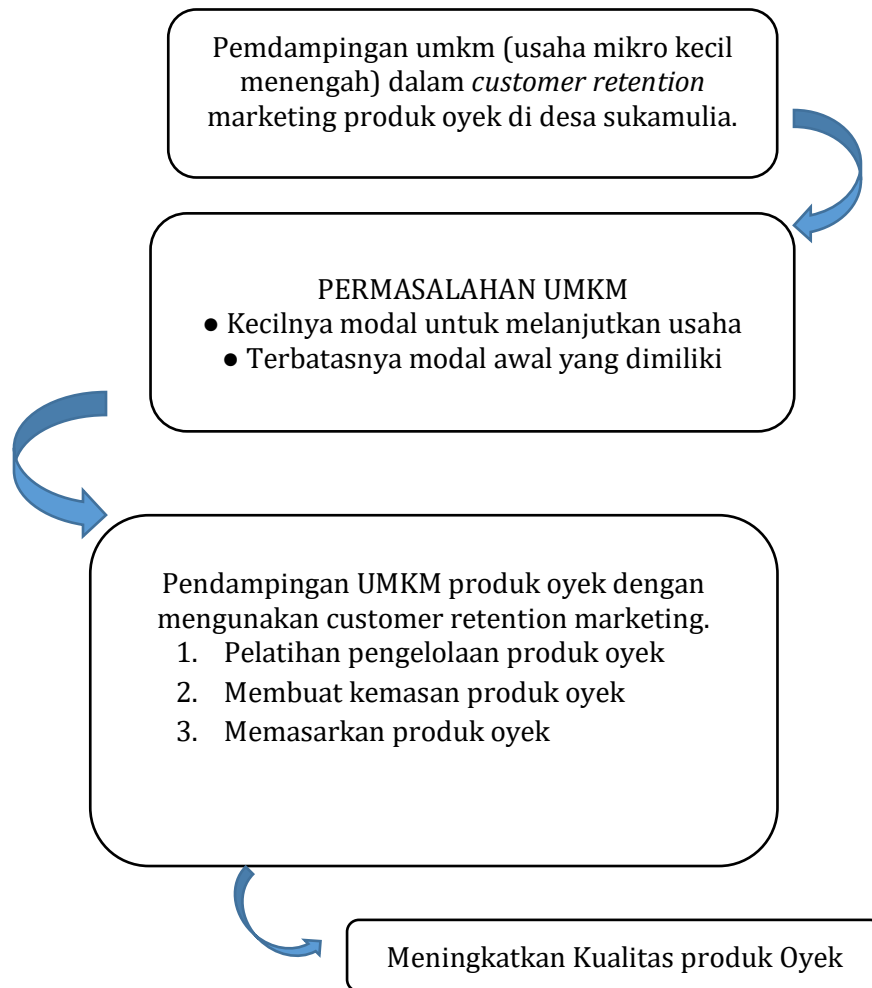 Pemdampingan umkm (usaha mikro kecil
menengah) dalam customer retention
marketing produk oyek di desa sukamulia.
PERMASALAHAN UMKM
● Kecilnya modal untuk melanjutkan usaha
● Terbatasnya modal awal yang dimiliki
Pendampingan UMKM produk oyek dengan
mengunakan customer retention marketing.
1. Pelatihan pengelolaan produk oyek
2. Membuat kemasan produk oyek
3. Memasarkan produk oyek
Meningkatkan Kualitas produk Oyek